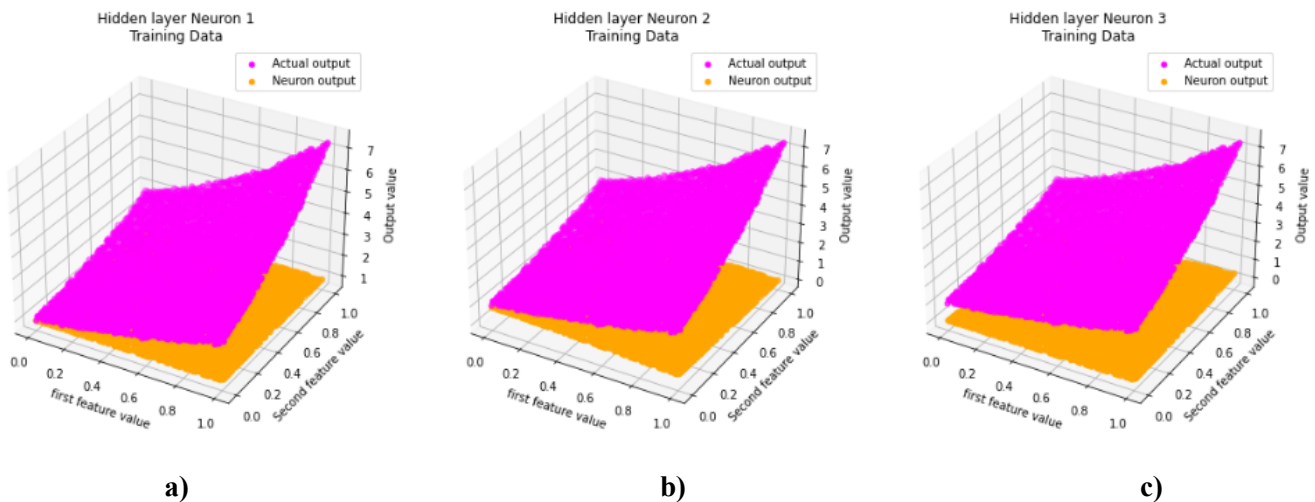 Hidden layer Neuron 1
Training Data
Actual output
Neuron output
7
6
5
4
3
2
1
Output value
0.0
0.2
0.4
0.6
0.8
1.0
first feature value
0.0
0.2
0.4
0.6
0.8
1.0
Second feature value
a)
Hidden layer Neuron 2
Training Data
Actual output
Neuron output
7
6
5
4
3
2
1
0
Output value
0.0
0.2
0.4
0.6
0.8
1.0
first feature value
0.0
0.2
0.4
0.6
0.8
1.0
Second feature value
b)
Hidden layer Neuron 3
Training Data
Actual output
Neuron output
7
6
5
4
3
2
1
0
Output value
0.0
0.2
0.4
0.6
0.8
1.0
first feature value
0.0
0.2
0.4
0.6
0.8
1.0
Second feature value
c)